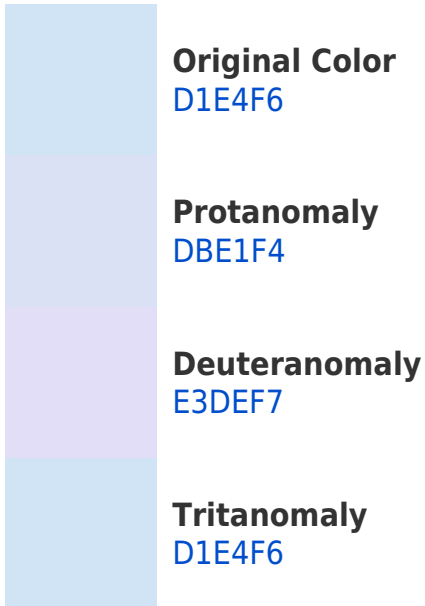 Original Color
D1E4F6
Protanomaly
DBE1F4
Deuteranomaly
E3DEF7
Tritanomaly
D1E4F6